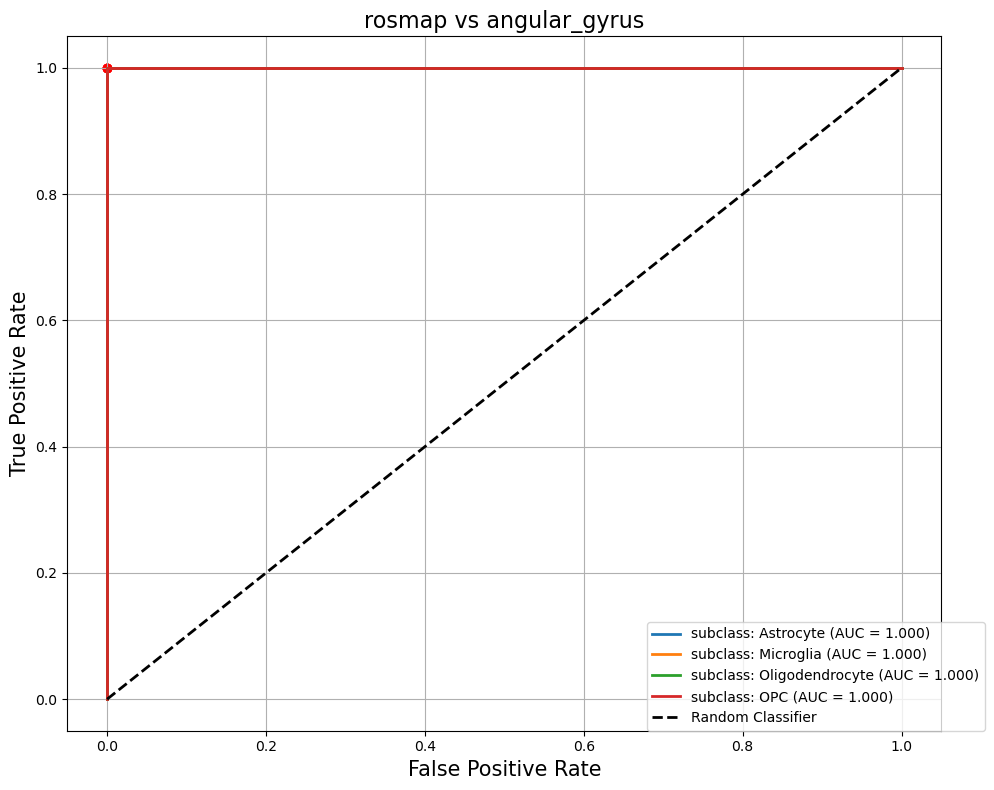 rosmap vs angular_gyrus
True Positive Rate
1.0
0.8
0.6
0.4
0.2
0.0
subclass: Astrocyte (AUC = 1.000)
subclass: Microglia (AUC = 1.000)
subclass: Oligodendrocyte (AUC = 1.000)
subclass: OPC (AUC = 1.000)
Random Classifier
0.0 0.2 0.4 0.6 0.8 1.0
False Positive Rate